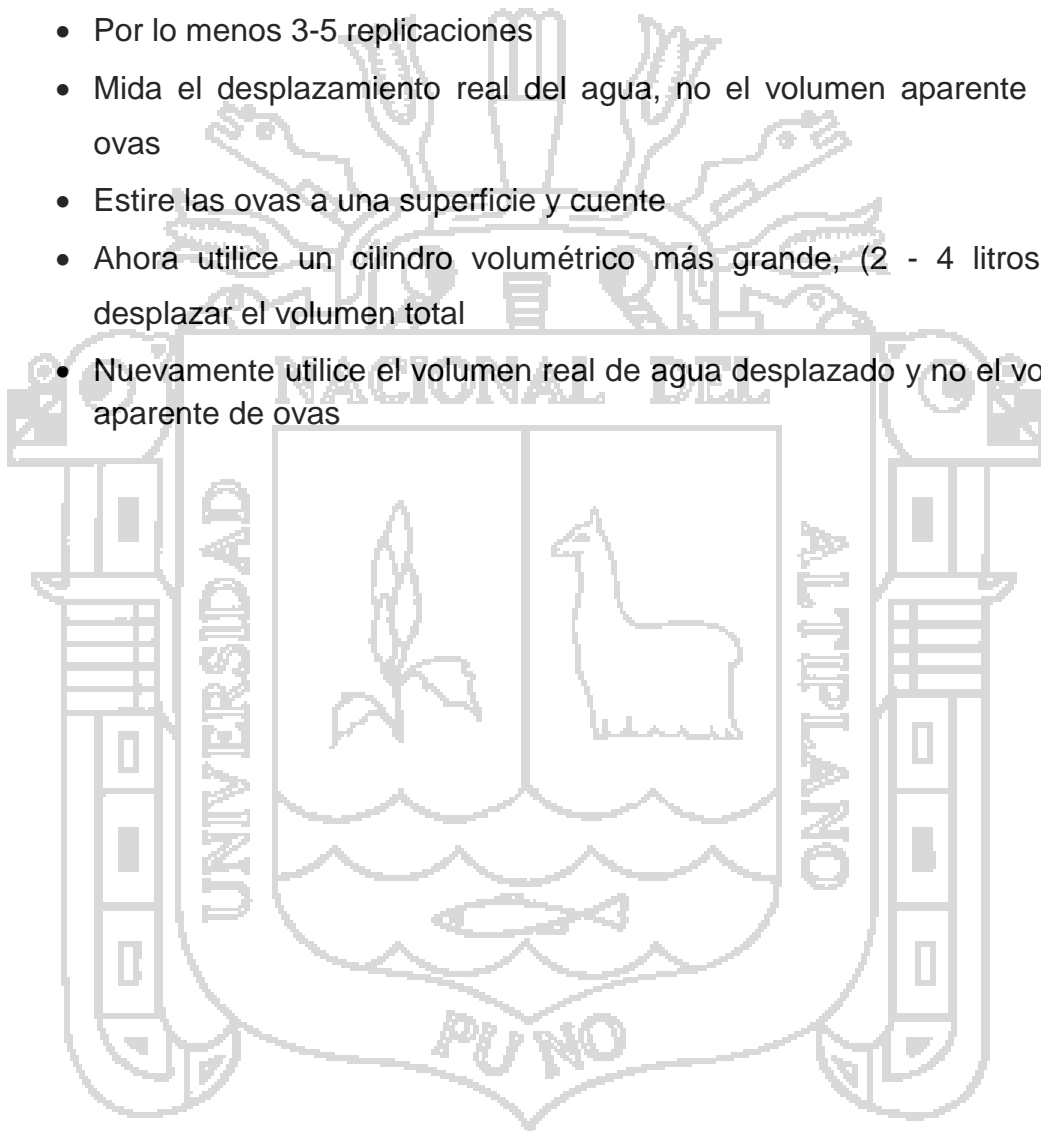 • Por lo menos 3-5 replicaciones
• Mida el desplazamiento real del agua, no el volumen aparente
ovas
• Estire las ovas a una superficie y cuente
• Ahora utilice un cilindro volumétrico más grande, (2 - 4 litros
desplazar el volumen total
NACIONAL DEL
• Nuevamente utilice el volumen real de agua desplazado y no el vo
aparente de ovas
UNIVERSIDAD
ALTIPLANO
PUNO